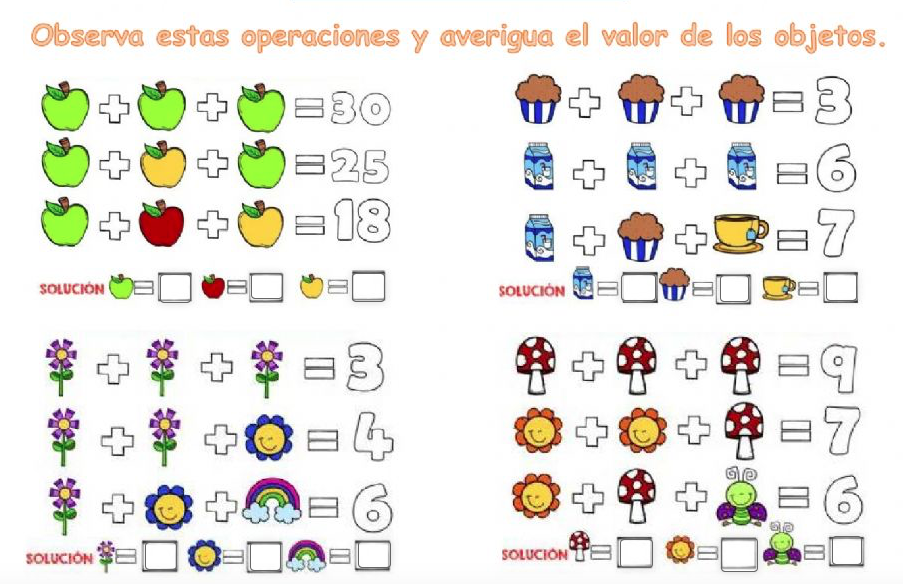 Observa estas operaciones y averigua el valor de los objetos.
+ + = 30
+ + = 25
+ + = 18
SOLUCIÓN = = =
+ + = 3
+ + = 6
+ + = 7
SOLUCIÓN = = =
+ + = 3
+ + = 4
+ + = 6
SOLUCIÓN = = =
+ + = 9
+ + = 7
+ + = 6
SOLUCIÓN = = =